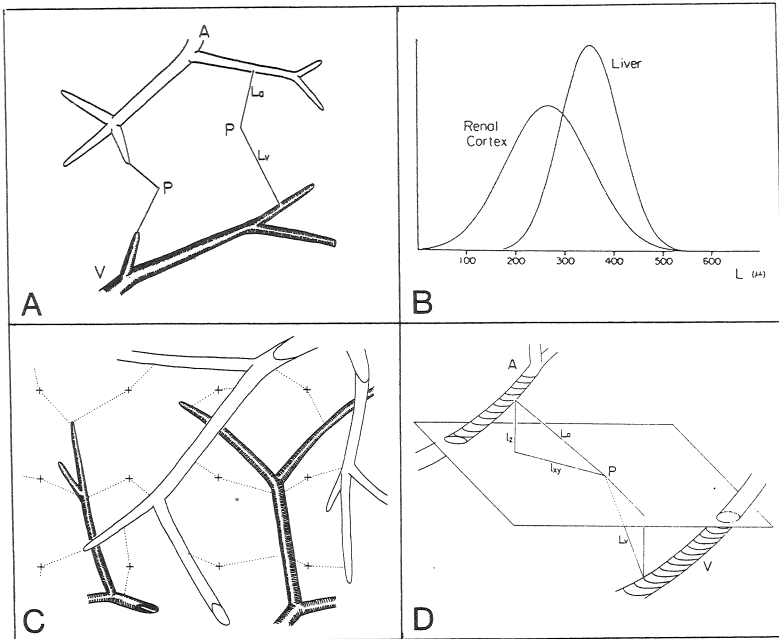 A
La
P
Lv
P
V
A
Liver
Renal
Cortex
100 200 300 400 500 600
L (μ)
B
C
A
lz
La
lxy
P
Lv
V
D